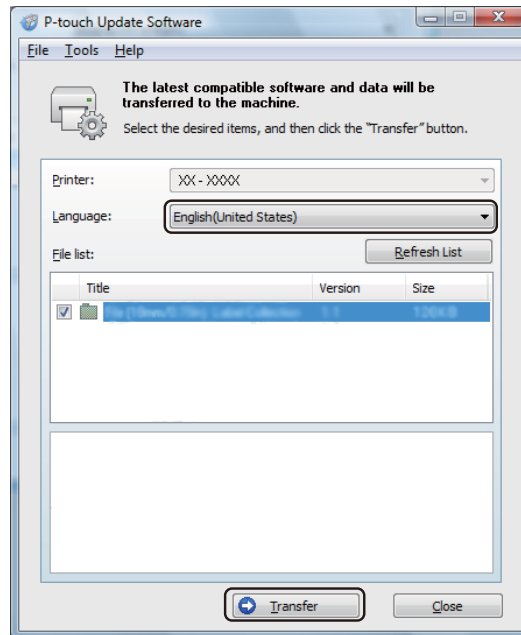 P-touch Update Software
File Tools Help
The latest compatible software and data will be
transferred to the machine.
Select the desired items, and then click the "Transfer" button.
Printer: XX - XXXX
Language: English(United States)
File list: Refresh List
Title Version Size
Transfer Close